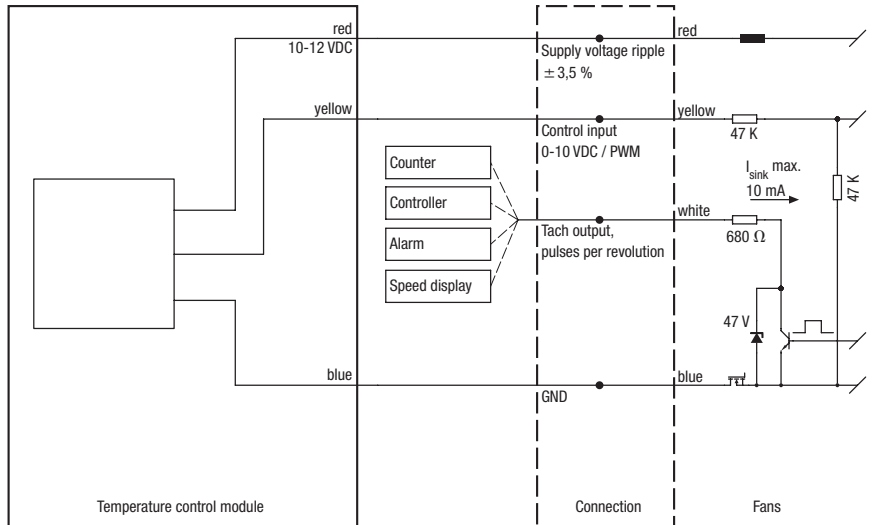 red
10-12 VDC
red
Supply voltage ripple
± 3,5 %
yellow
yellow
47 K
Control input
0-10 VDC / PWM
Counter
Controller
Alarm
Speed display
I sink max.
10 mA
47 K
white
680 Ω
Tach output,
pulses per revolution
47 V
blue
blue
GND
Temperature control module
Connection
Fans